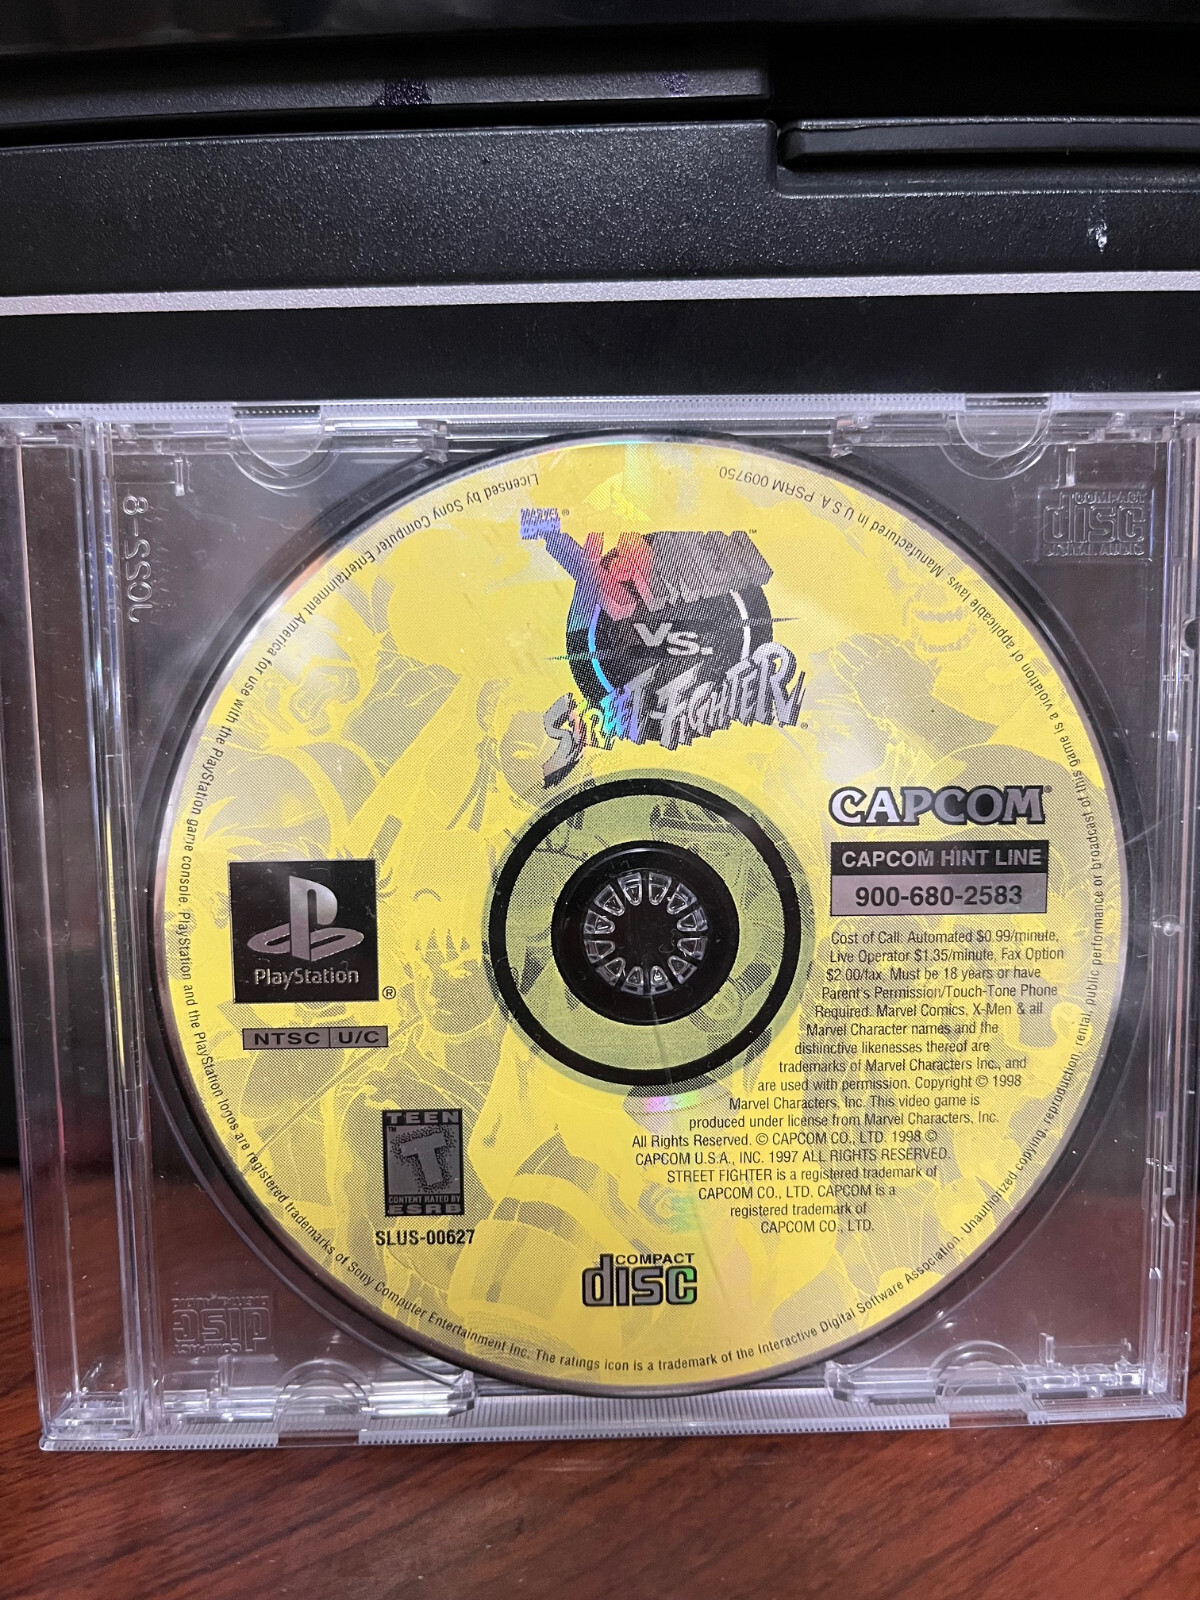 Licensed by Sony Computer Entertainment America for use with the PlayStation game console. PlayStation and the PlayStation logos are registered trademarks of Sony Computer Entertainment Inc. The ratings icon is a trademark of the Interactive Digital Software Association. Unauthorized copying, reproduction, rental, public performance or broadcast of this game is a violation of applicable laws. Manufactured in U.S.A. PSRM 009750.
JOSS-8
COMPACT
disc
DIGITAL AUDIO
VS.
STREET FIGHTER
CAPCOM
CAPCOM HINT LINE
900-680-2583
Cost of Call: Automated $0.99/minute,
Live Operator $1.35/minute, Fax Option
$2.00/fax. Must be 18 years or have
Parent's Permission/Touch-Tone Phone
Required. Marvel Comics, X-Men & all
Marvel Character names and the
distinctive likenesses thereof are
trademarks of Marvel Characters Inc., and
are used with permission. Copyright © 1998
Marvel Characters, Inc. This video game is
produced under license from Marvel Characters, Inc.
All Rights Reserved. © CAPCOM CO., LTD. 1998 ©
CAPCOM U.S.A., INC. 1997 ALL RIGHTS RESERVED.
STREET FIGHTER is a registered trademark of
CAPCOM CO., LTD. CAPCOM is a
registered trademark of
CAPCOM CO., LTD.
PlayStation®
NTSC U/C
TEEN
T™
CONTENT RATED BY
ESRB
SLUS-00627
COMPACT
disc
COMPACT
disc